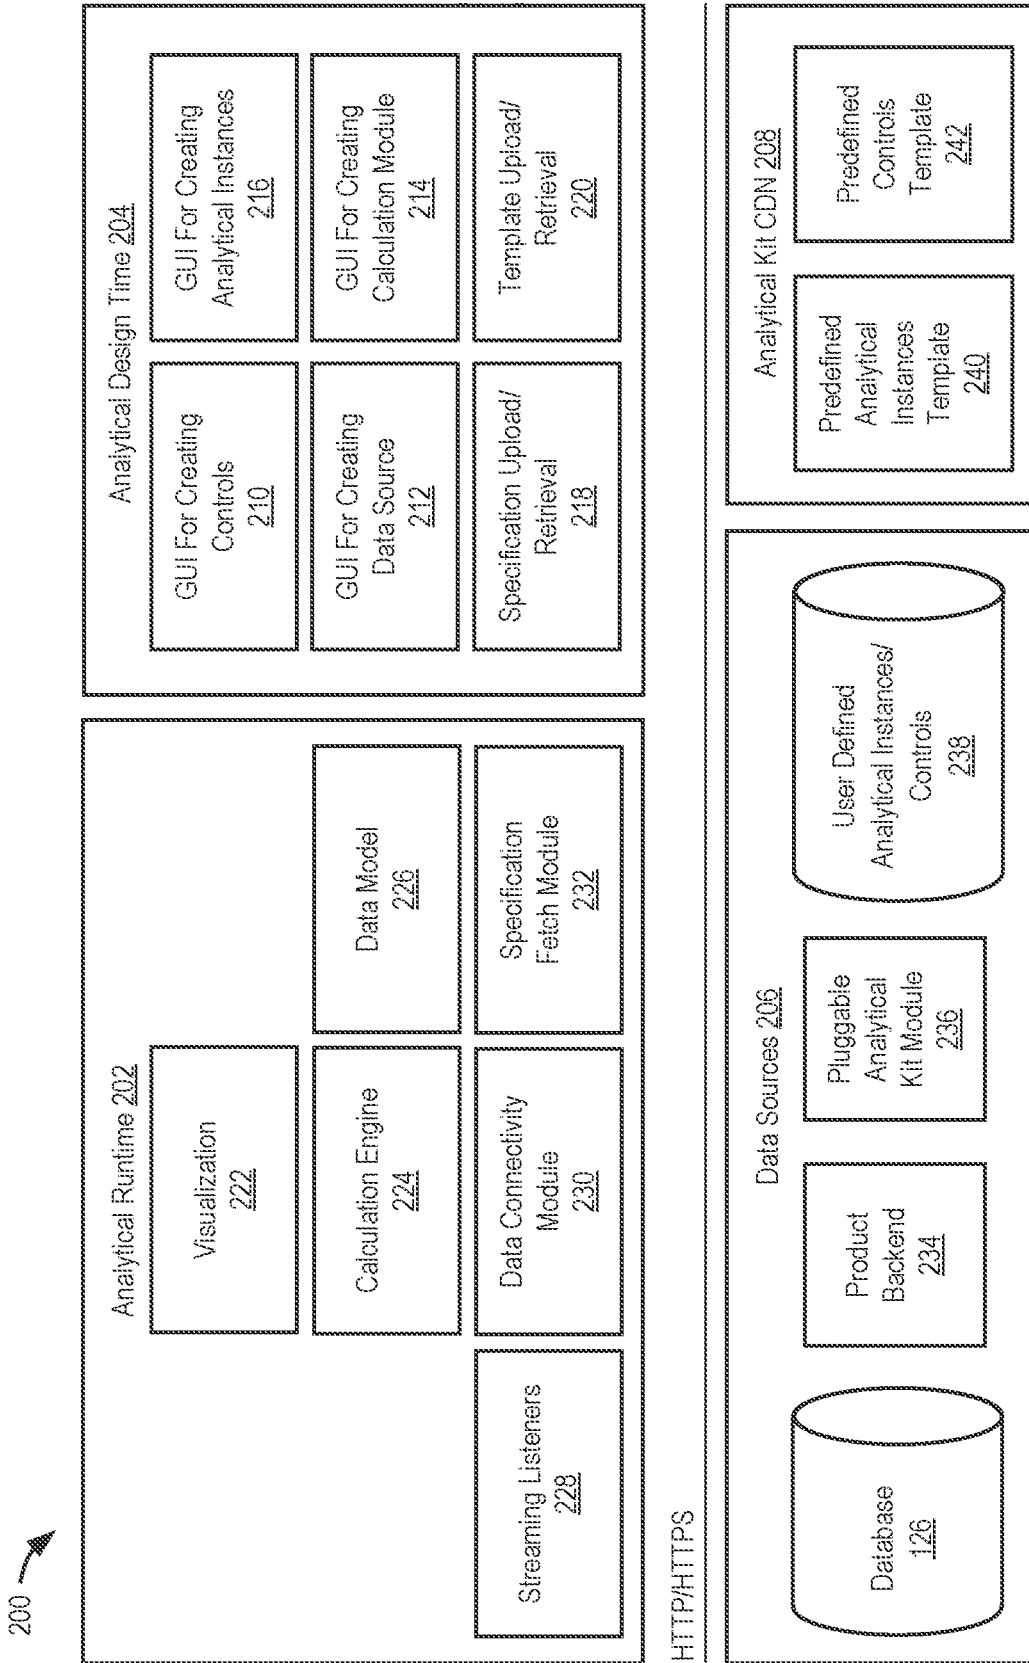 200
Analytical Runtime 202
Visualization
222
Calculation Engine
224
Data Model
226
Streaming Listeners
228
Data Connectivity
Module
230
Specification
Fetch Module
232
Analytical Design Time 204
GUI For Creating
Controls
210
GUI For Creating
Analytical Instances
216
GUI For Creating
Data Source
212
GUI For Creating
Calculation Module
214
Specification Upload/
Retrieval
218
Template Upload/
Retrieval
220
HTTP/HTTPS
Data Sources 206
Database
126
Product
Backend
234
Pluggable
Analytical
Kit Module
236
User Defined
Analytical Instances/
Controls
238
Analytical Kit CDN 208
Predefined
Analytical
Instances
Template
240
Predefined
Controls
Template
242